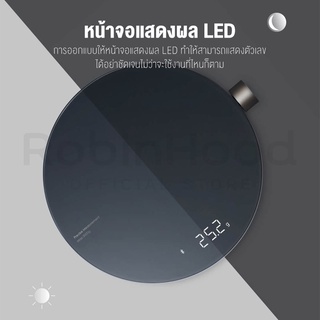 หน้าจอแสดงผล LED
การออกแบบให้หน้าจอแสดงผล LED ทำให้สามารถแสดงตัวเลข
ได้อย่าชัดเจนไม่ว่าจะใช้งานที่ไหนก็ตาม
RobinHood
25.2 g